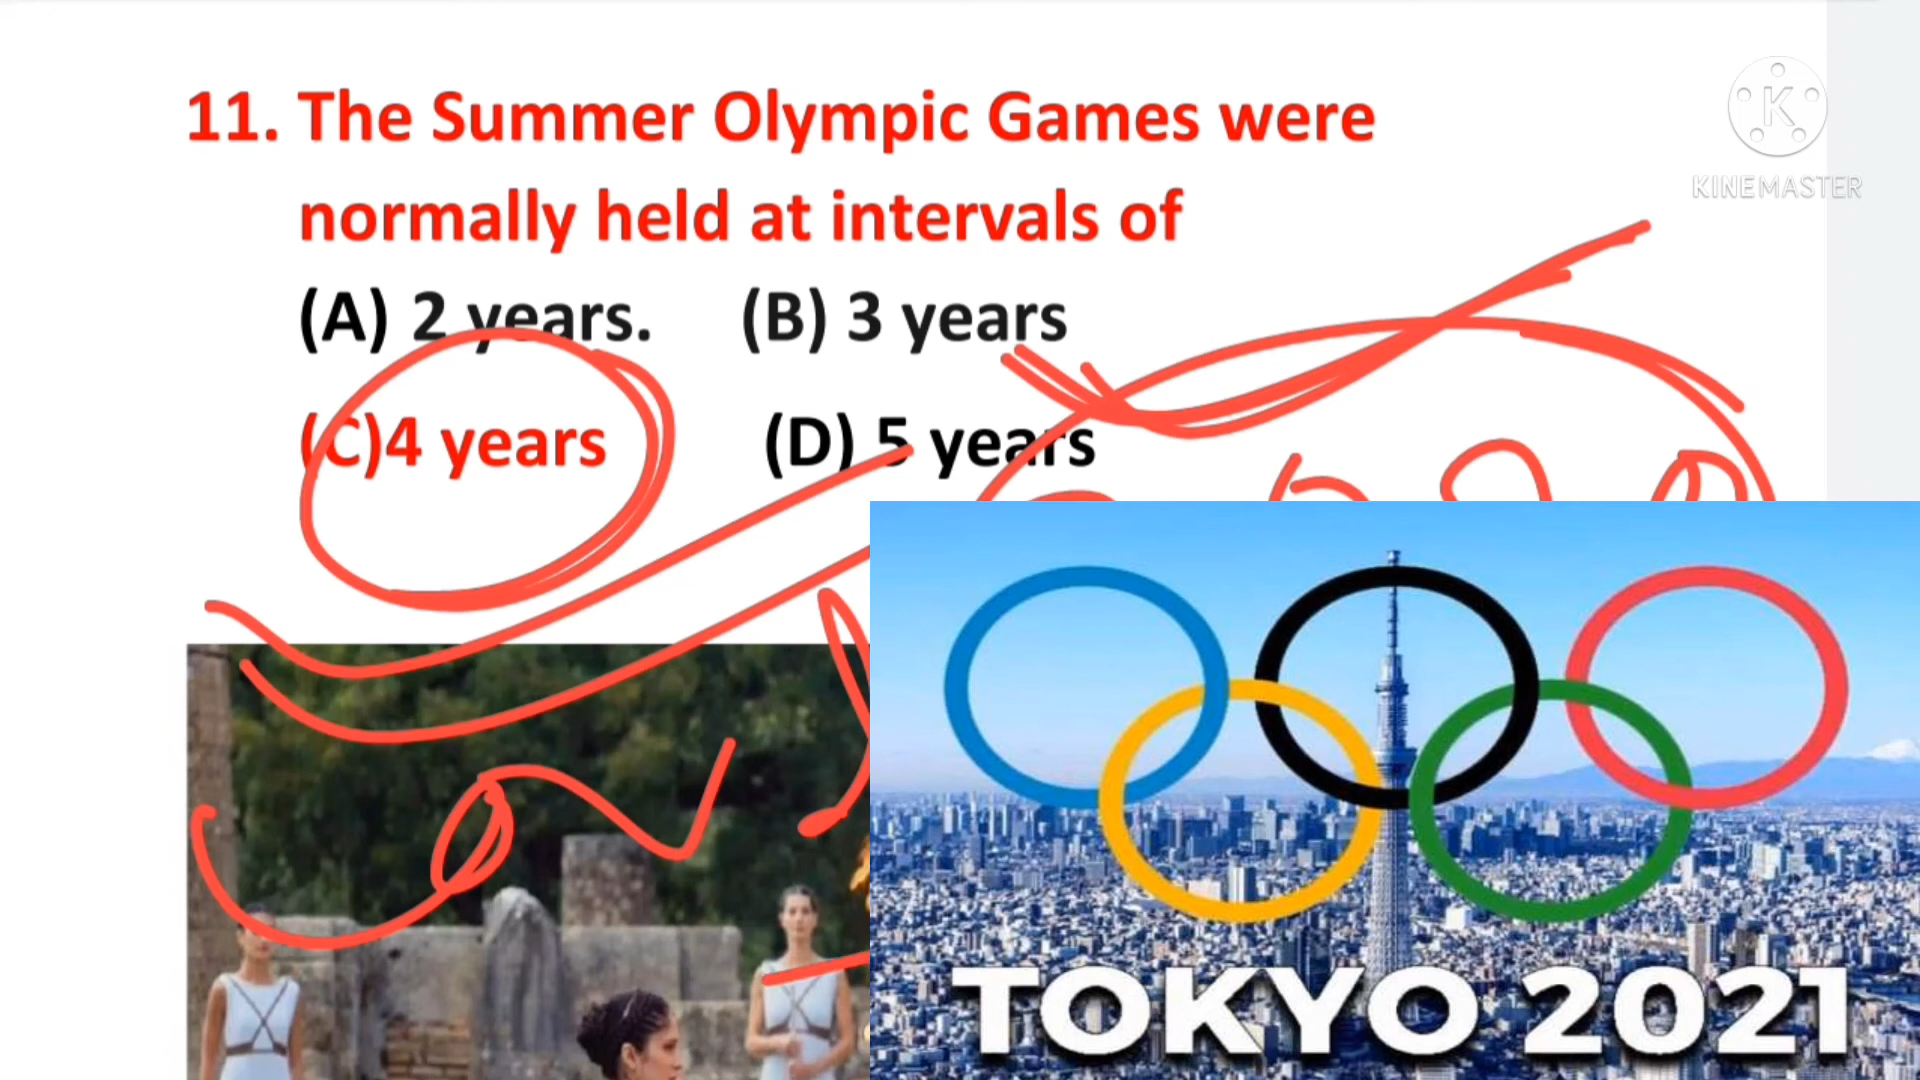 11. The Summer Olympic Games were
normally held at intervals of
(A) 2 years. (B) 3 years
(C)4 years (D) 5 years
KINEMASTER
TOKYO 2021